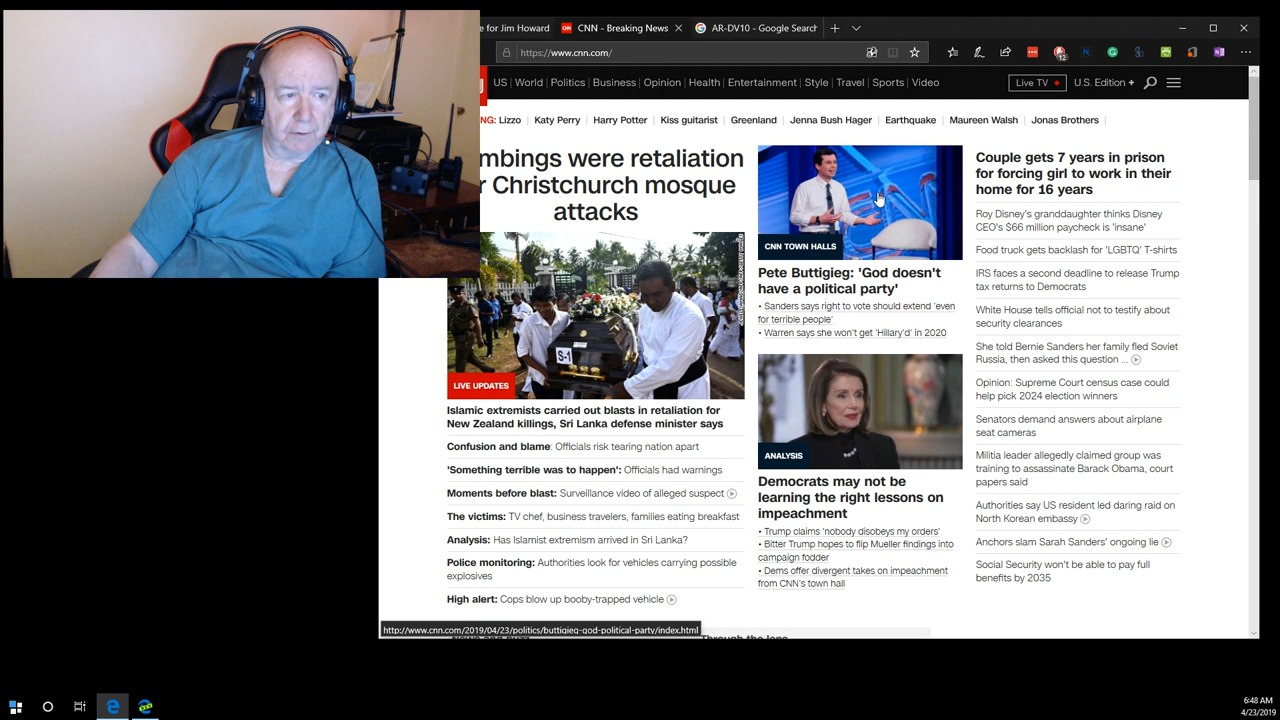 e for Jim Howard
CNN - Breaking News
AR-DV10 - Google Search
https://www.cnn.com/
12
US World Politics Business Opinion Health Entertainment Style Travel Sports Video
Live TV
U.S. Edition +
NG: Lizzo Katy Perry Harry Potter Kiss guitarist Greenland Jenna Bush Hager Earthquake Maureen Walsh Jonas Brothers
mbings were retaliation
r Christchurch mosque
attacks
S-1
LIVE UPDATES
Islamic extremists carried out blasts in retaliation for
New Zealand killings, Sri Lanka defense minister says
Confusion and blame: Officials risk tearing nation apart
'Something terrible was to happen': Officials had warnings
Moments before blast: Surveillance video of alleged suspect
The victims: TV chef, business travelers, families eating breakfast
Analysis: Has Islamist extremism arrived in Sri Lanka?
Police monitoring: Authorities look for vehicles carrying possible
explosives
High alert: Cops blow up booby-trapped vehicle
CNN TOWN HALLS
Pete Buttigieg: 'God doesn't
have a political party'
• Sanders says right to vote should extend 'even
for terrible people'
• Warren says she won't get 'Hillary'd' in 2020
ANALYSIS
Democrats may not be
learning the right lessons on
impeachment
• Trump claims 'nobody disobeys my orders'
• Bitter Trump hopes to flip Mueller findings into
campaign fodder
• Dems offer divergent takes on impeachment
from CNN's town hall
Couple gets 7 years in prison
for forcing girl to work in their
home for 16 years
Roy Disney's granddaughter thinks Disney
CEO's $66 million paycheck is 'insane'
Food truck gets backlash for 'LGBTQ' T-shirts
IRS faces a second deadline to release Trump
tax returns to Democrats
White House tells official not to testify about
security clearances
She told Bernie Sanders her family fled Soviet
Russia, then asked this question ...
Opinion: Supreme Court census case could
help pick 2024 election winners
Senators demand answers about airplane
seat cameras
Militia leader allegedly claimed group was
training to assassinate Barack Obama, court
papers said
Authorities say US resident led daring raid on
North Korean embassy
Anchors slam Sarah Sanders' ongoing lie
Social Security won't be able to pay full
benefits by 2035
http://www.cnn.com/2019/04/23/politics/buttigieg-god-political-party/index.html
Through the lens
6:48 AM
4/23/2019